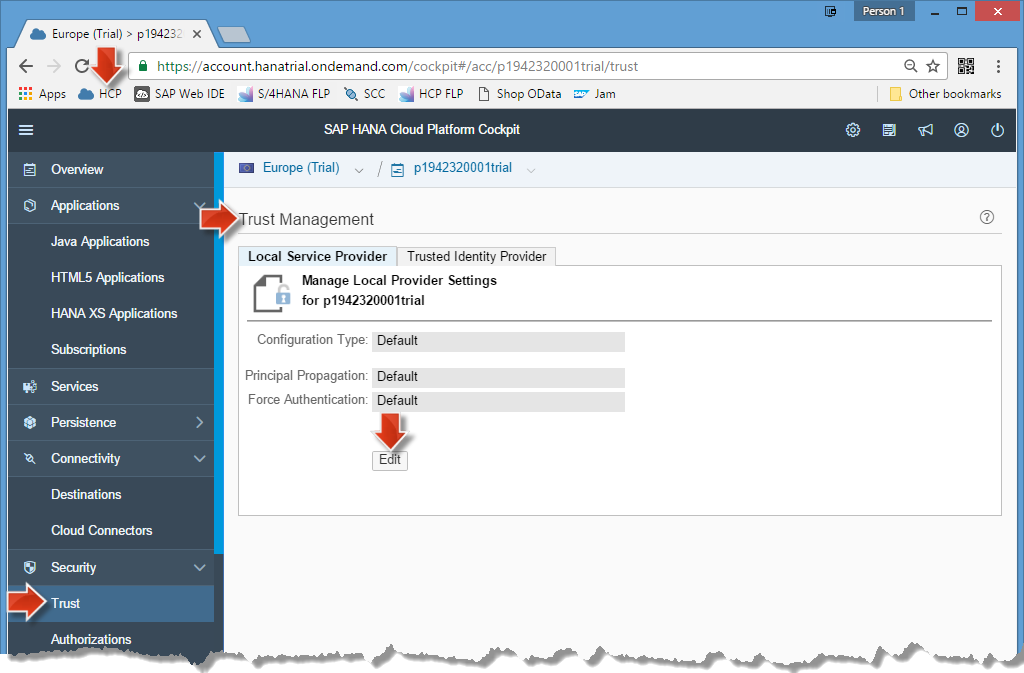 Person 1
Europe (Trial) > p19423
https://account.hanatrial.ondemand.com/cockpit#/acc/p1942320001trial/trust
Apps
HCP
SAP Web IDE
S/4HANA FLP
SCC
HCP FLP
Shop OData
Jam
Other bookmarks
SAP HANA Cloud Platform Cockpit
Overview
Applications
Java Applications
HTML5 Applications
HANA XS Applications
Subscriptions
Services
Persistence
Connectivity
Destinations
Cloud Connectors
Security
Trust
Authorizations
Europe (Trial) / p1942320001trial
Trust Management
Local Service Provider
Trusted Identity Provider
Manage Local Provider Settings
for p1942320001trial
Configuration Type: Default
Principal Propagation: Default
Force Authentication: Default
Edit